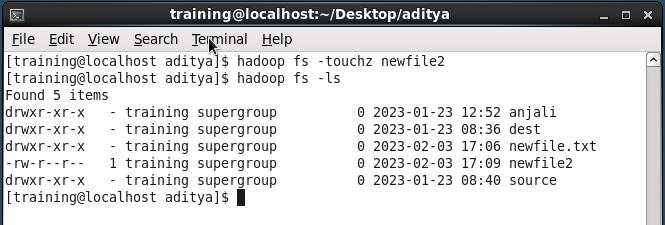 training@localhost:~/Desktop/aditya
File Edit View Search Terminal Help
[training@localhost aditya]$ hadoop fs -touchz newfile2
[training@localhost aditya]$ hadoop fs -ls
Found 5 items
drwxr-xr-x   - training supergroup          0 2023-01-23 12:52 anjali
drwxr-xr-x   - training supergroup          0 2023-01-23 08:36 dest
drwxr-xr-x   - training supergroup          0 2023-02-03 17:06 newfile.txt
-rw-r--r--   1 training supergroup          0 2023-02-03 17:09 newfile2
drwxr-xr-x   - training supergroup          0 2023-01-23 08:40 source
[training@localhost aditya]$